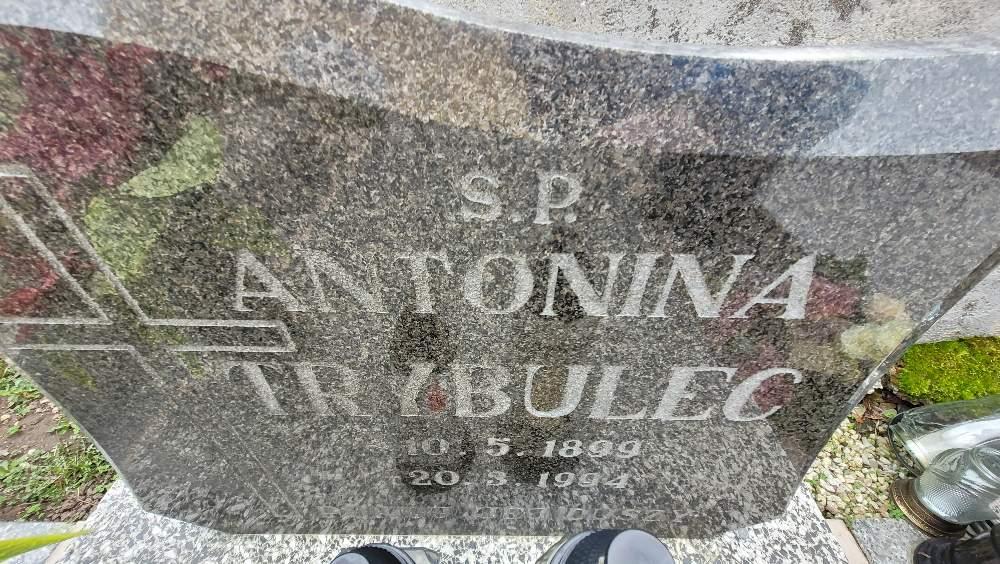 S.P.
ANTONINA
TRYBULEC
10.5.1899
20.3.1994